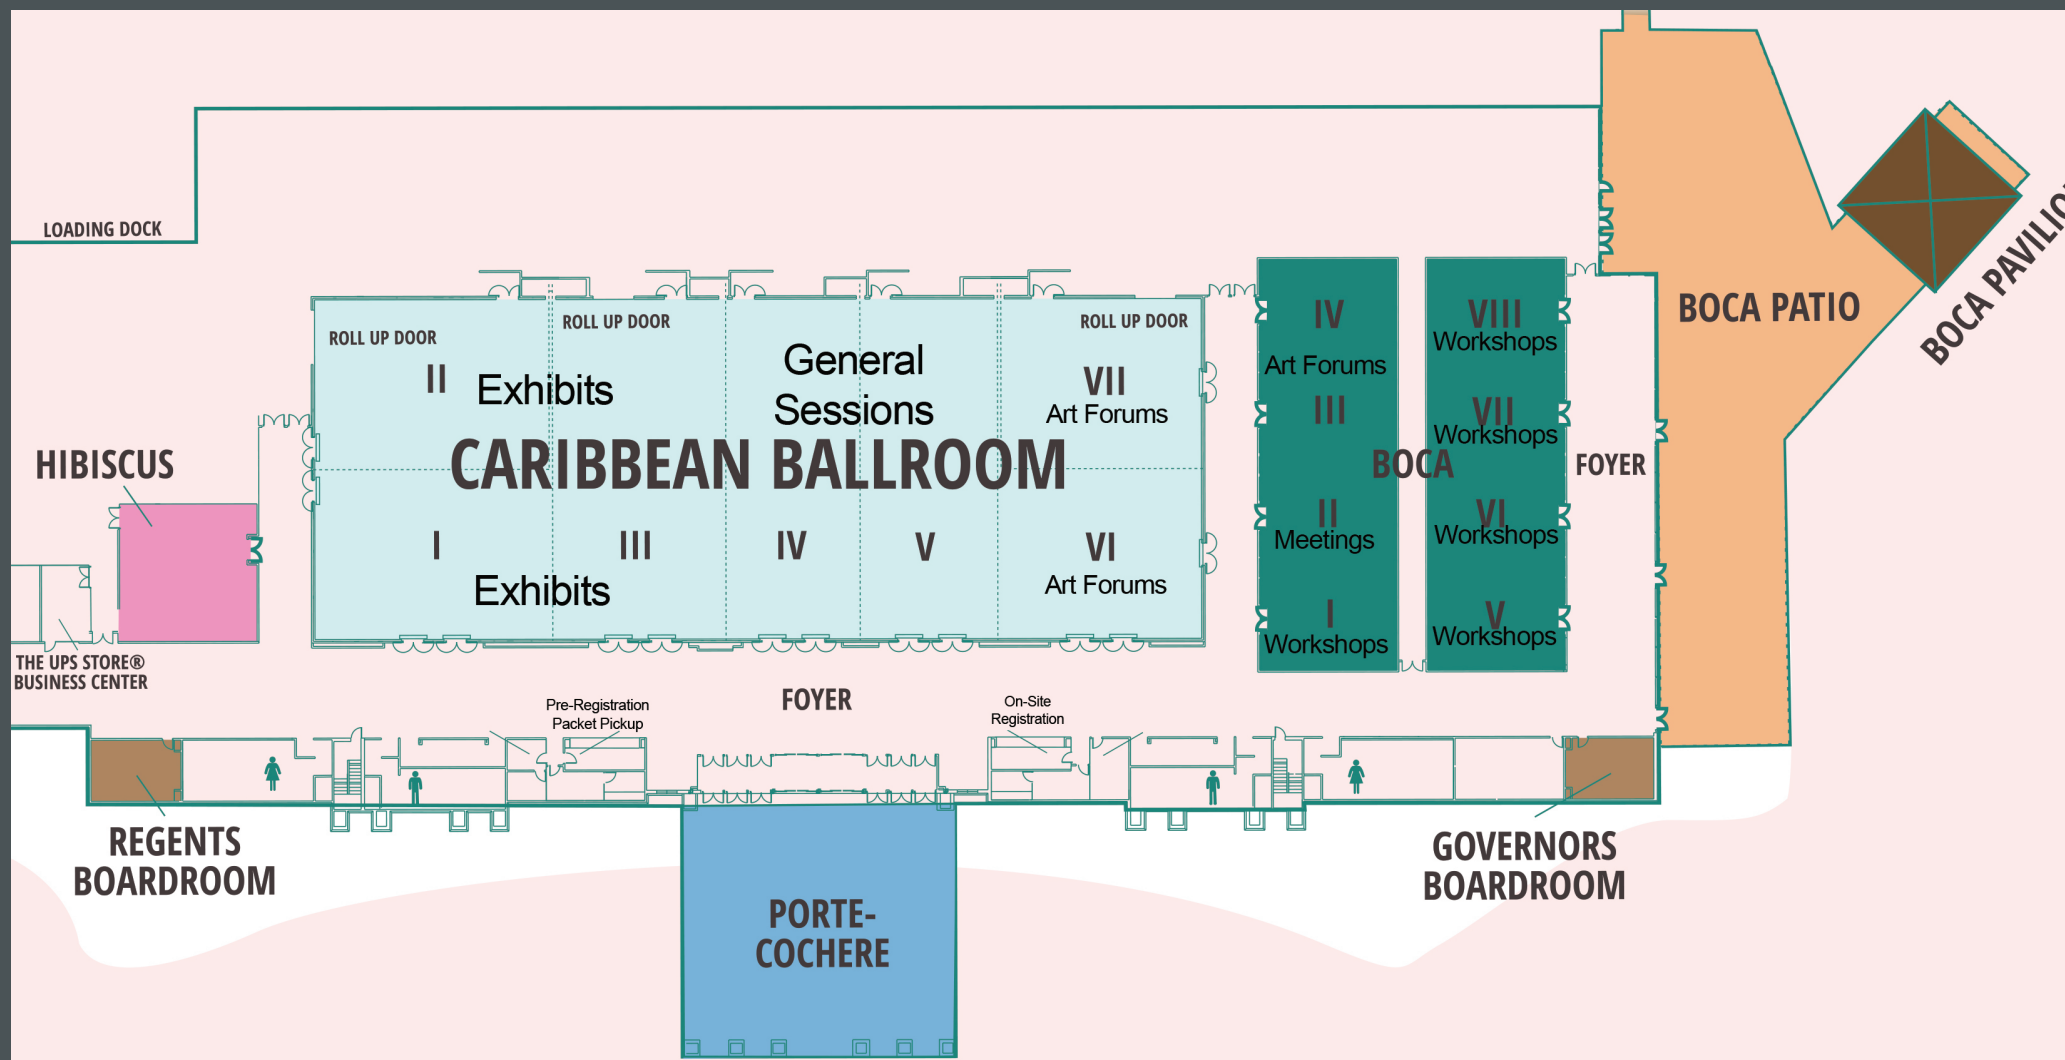 LOADING DOCK
ROLL UP DOOR
ROLL UP DOOR
ROLL UP DOOR
II
Exhibits
General
Sessions
VII
Art Forums
CARIBBEAN BALLROOM
I
III
IV
V
VI
Exhibits
Art Forums
IV
Art Forums
III
II
Meetings
I
Workshops
BOCA
VIII
Workshops
VII
Workshops
VI
Workshops
V
Workshops
FOYER
BOCA PATIO
BOCA PAVILIO
HIBISCUS
THE UPS STORE®
BUSINESS CENTER
FOYER
Pre-Registration
Packet Pickup
On-Site
Registration
REGENTS
BOARDROOM
GOVERNORS
BOARDROOM
PORTE-
COCHERE